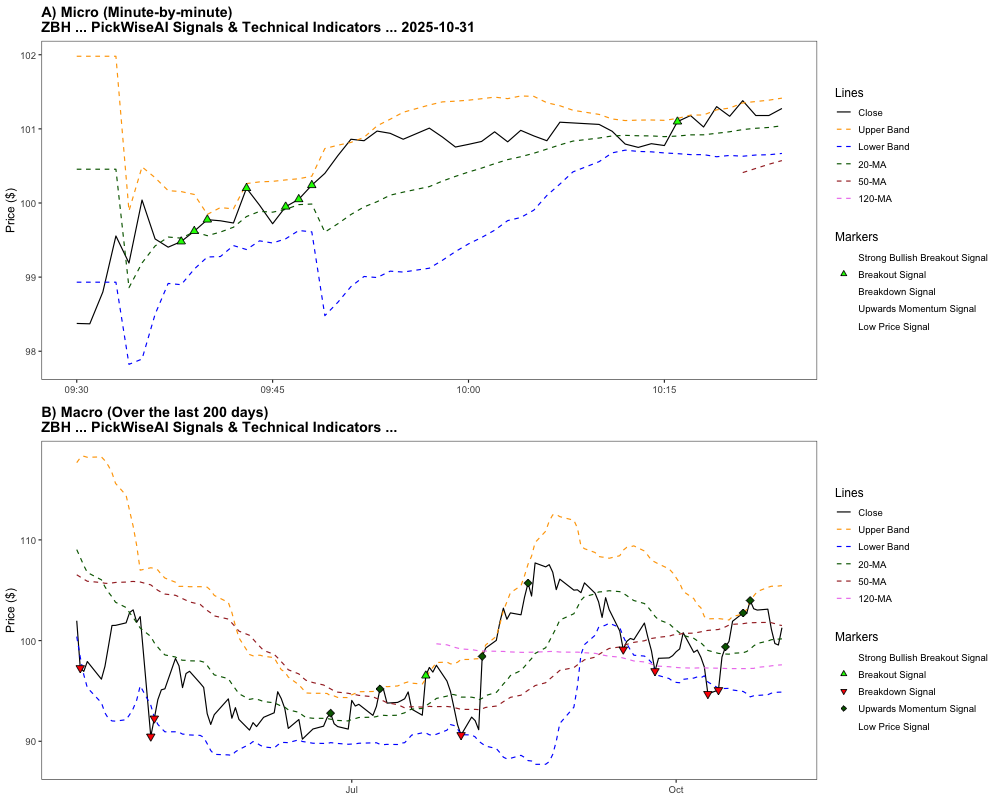 A) Micro (Minute-by-minute)
ZBH ... PickWiseAI Signals & Technical Indicators ... 2025-10-31
Price ($)
102
101
100
99
98
09:30
09:45
10:00
10:15
Lines
Close
Upper Band
Lower Band
20-MA
50-MA
120-MA
Markers
Strong Bullish Breakout Signal
Breakout Signal
Breakdown Signal
Upwards Momentum Signal
Low Price Signal
B) Macro (Over the last 200 days)
ZBH ... PickWiseAI Signals & Technical Indicators ...
Price ($)
110
100
90
Jul
Oct
Lines
Close
Upper Band
Lower Band
20-MA
50-MA
120-MA
Markers
Strong Bullish Breakout Signal
Breakout Signal
Breakdown Signal
Upwards Momentum Signal
Low Price Signal